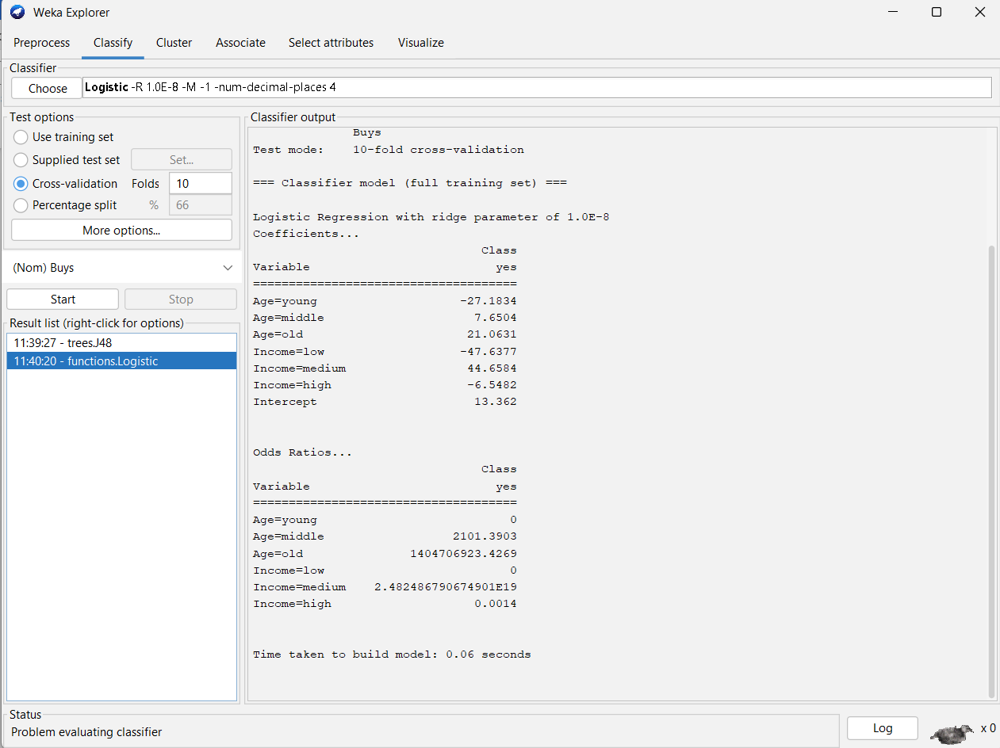 Weka Explorer
Preprocess Classify Cluster Associate Select attributes Visualize
Classifier
Choose Logistic -R 1.0E-8 -M -1 -num-decimal-places 4
Test options
Use training set
Supplied test set Set...
Cross-validation Folds 10
Percentage split % 66
More options...
(Nom) Buys
Start Stop
Result list (right-click for options)
11:39:27 - trees.J48
11:40:20 - functions.Logistic
Classifier output
Buys
Test mode: 10-fold cross-validation
=== Classifier model (full training set) ===
Logistic Regression with ridge parameter of 1.0E-8
Coefficients...
Class
Variable yes
=====================================
Age=young -27.1834
Age=middle 7.6504
Age=old 21.0631
Income=low -47.6377
Income=medium 44.6584
Income=high -6.5482
Intercept 13.362
Odds Ratios...
Class
Variable yes
=====================================
Age=young 0
Age=middle 2101.3903
Age=old 1404706923.4269
Income=low 0
Income=medium 2.482486790674901E19
Income=high 0.0014
Time taken to build model: 0.06 seconds
Status
Problem evaluating classifier
Log x 0